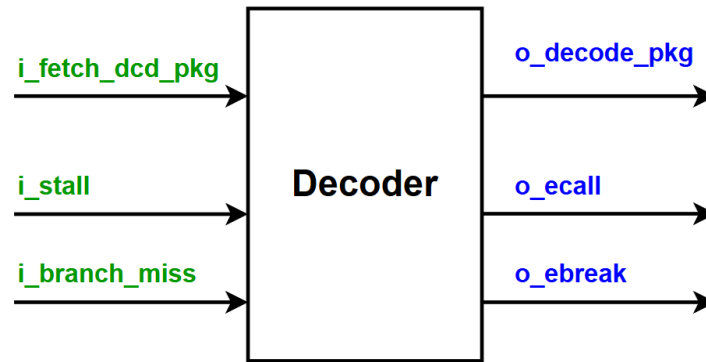 i_fetch_dcd_pkg
o_decode_pkg
i_stall
Decoder
o_ecall
i_branch_miss
o_ebreak